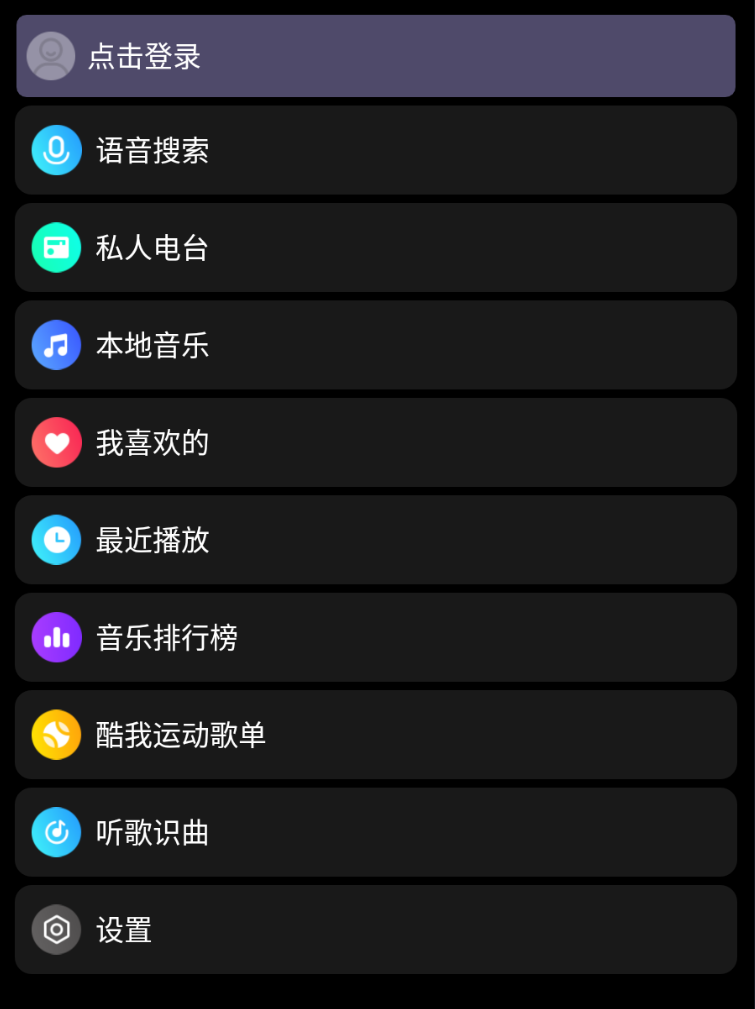 点击登录
语音搜索
私人电台
本地音乐
我喜欢的
最近播放
音乐排行榜
酷我运动歌单
听歌识曲
设置